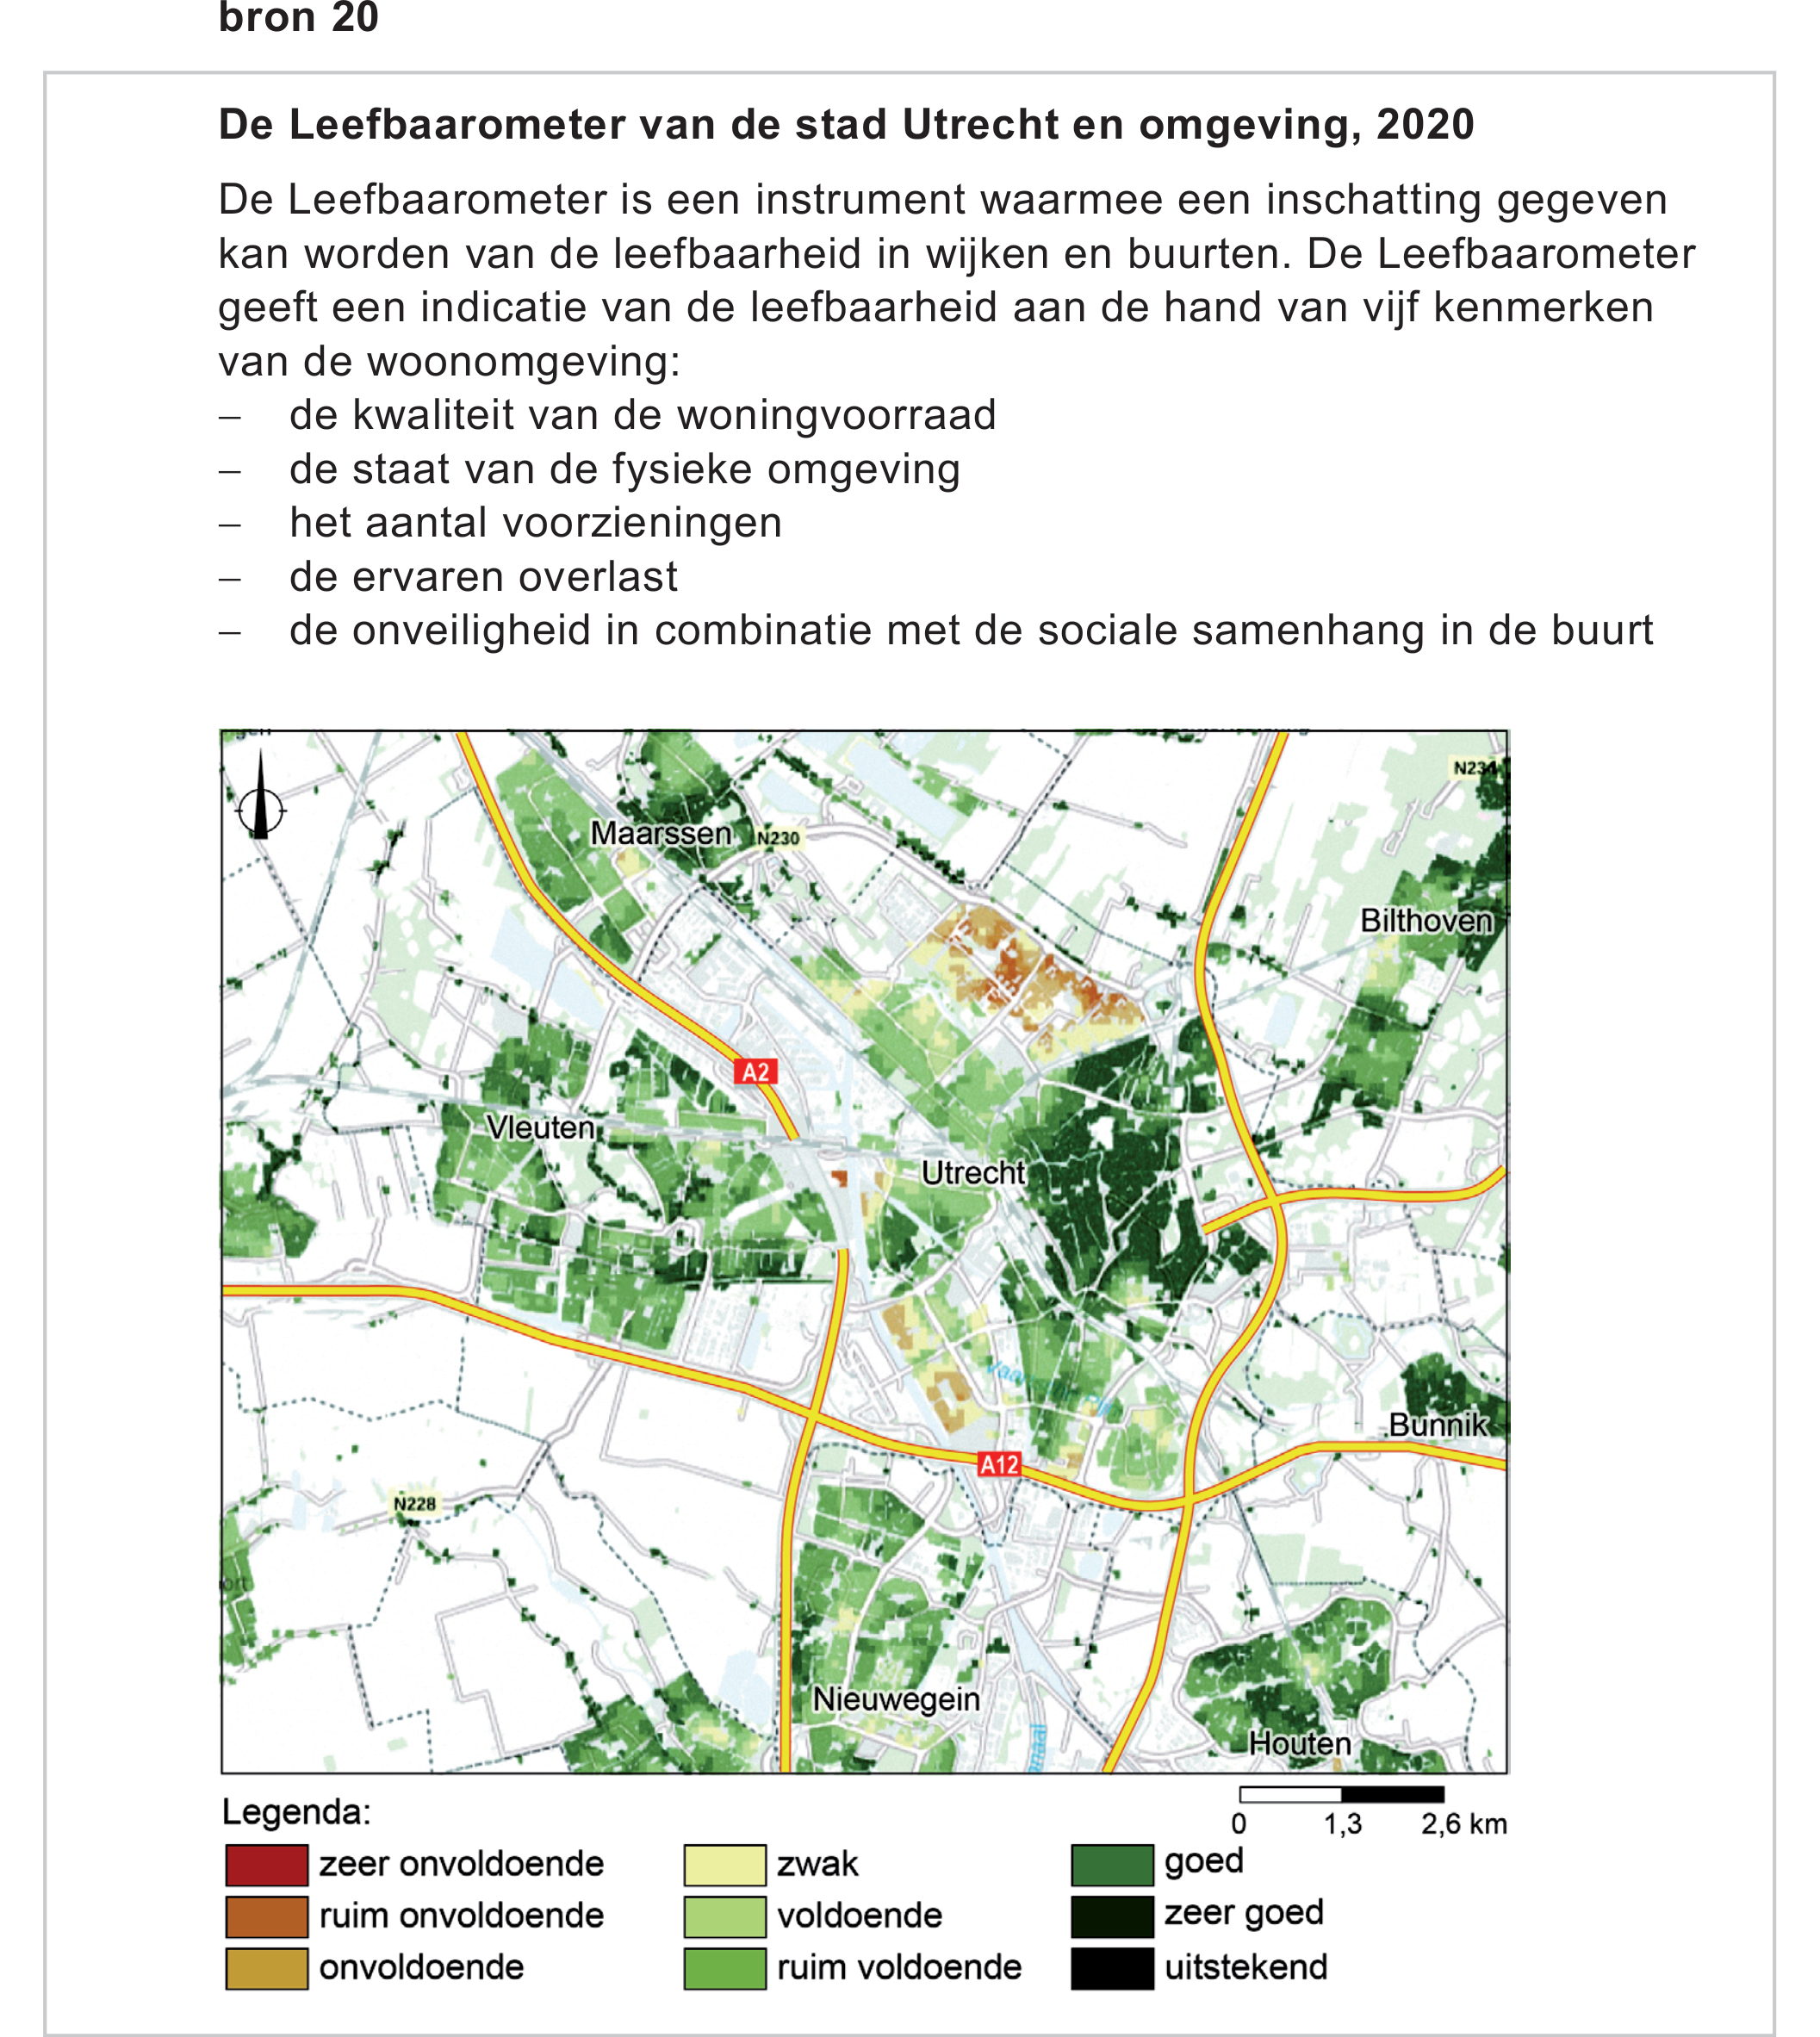 bron 20
De Leefbaarometer van de stad Utrecht en omgeving, 2020
De Leefbaarometer is een instrument waarmee een inschatting gegeven
kan worden van de leefbaarheid in wijken en buurten. De Leefbaarometer
geeft een indicatie van de leefbaarheid aan de hand van vijf kenmerken
van de woonomgeving:
– de kwaliteit van de woningvoorraad
– de staat van de fysieke omgeving
– het aantal voorzieningen
– de ervaren overlast
– de onveiligheid in combinatie met de sociale samenhang in de buurt
N234
Maarssen
N230
Bilthoven
A2
Vleuten
Utrecht
Bunnik
A12
N228
Nieuwegein
Houten
Legenda:
0 1,3 2,6 km
zeer onvoldoende
zwak
goed
ruim onvoldoende
voldoende
zeer goed
onvoldoende
ruim voldoende
uitstekend